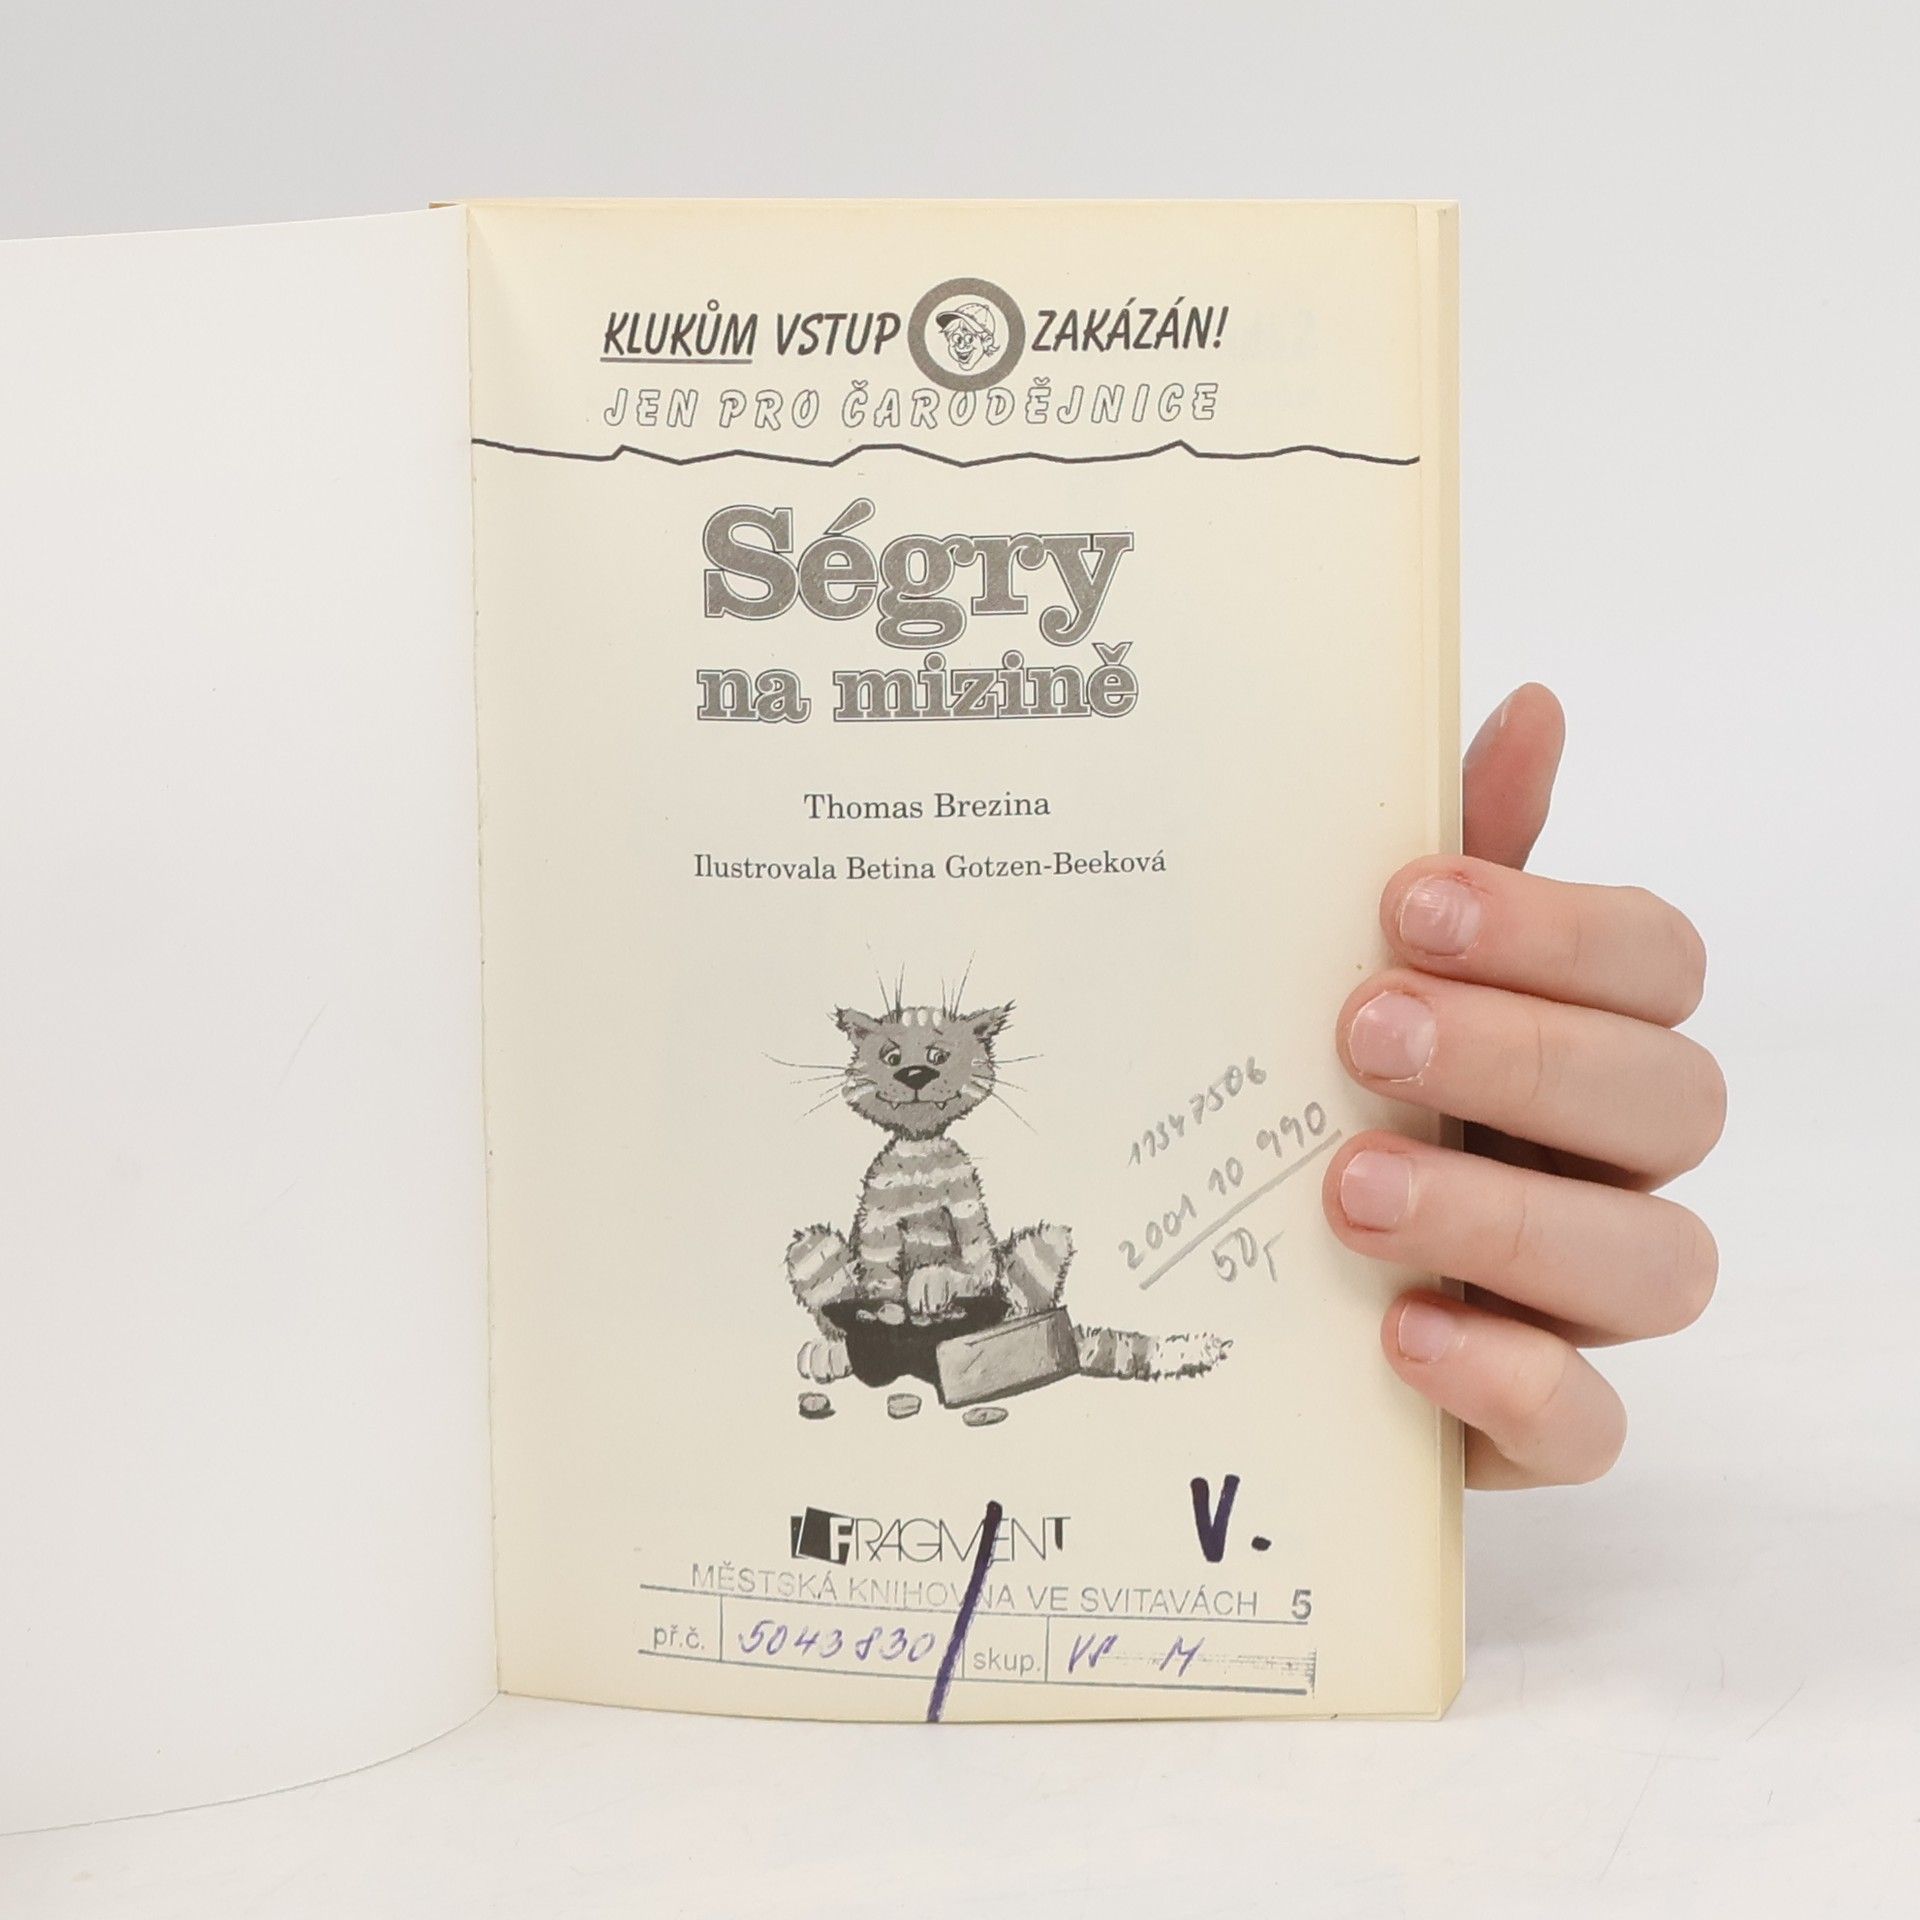 KLUKŮM VSTUP ZAKÁZÁN!
JEN PRO ČARODĚJNICE
Ségry
na mizině
Thomas Brezina
Ilustrovala Betina Gotzen-Beeková
11347506
2001 10 990
50,-
V.
FRAGMENT
MĚSTSKÁ KNIHOVNA VE SVITAVÁCH 5
př.č. 5043830 skup. M